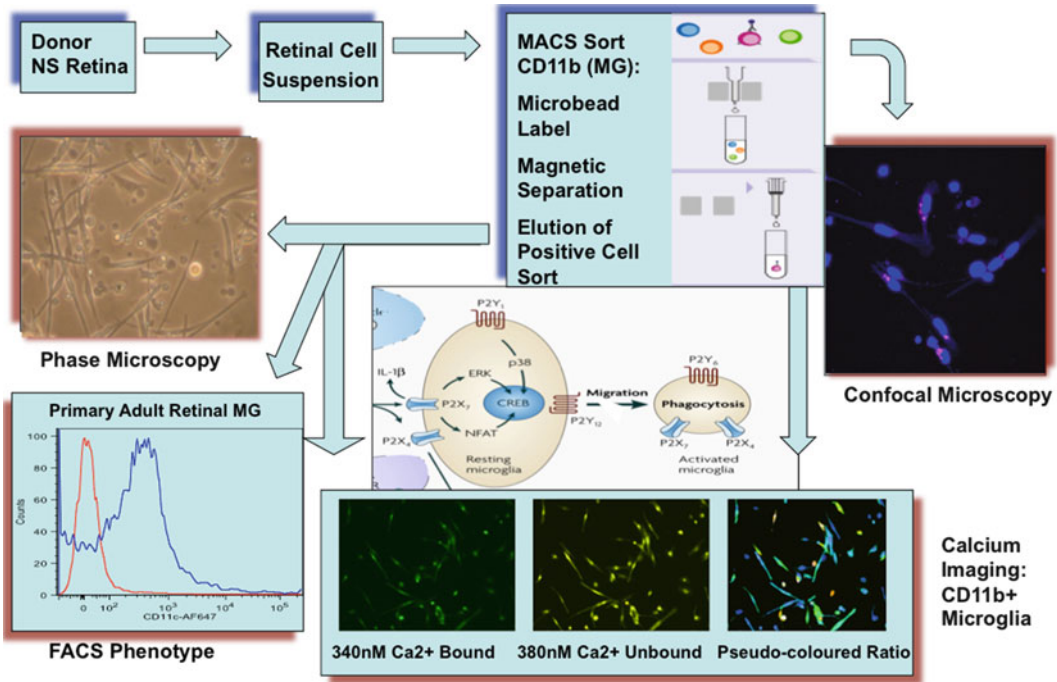 Donor
NS Retina
Retinal Cell
Suspension
MACS Sort
CD11b (MG):
Microbead
Label
Magnetic
Separation
Elution of
Positive Cell
Sort
Phase Microscopy
Confocal Microscopy
P2Y1
IL-1β
ERK
p38
P2X7
CREB
NFAT
P2X4
P2Y12
Resting
microglia
Migration
P2Y6
Phagocytosis
P2X7
P2X4
Activated
microglia
Primary Adult Retinal MG
Counts
100
80
60
40
20
0
0
10²
10³
10⁴
10⁵
CD11c-AF647
FACS Phenotype
340nM Ca2+ Bound
380nM Ca2+ Unbound
Pseudo-coloured Ratio
Calcium
Imaging:
CD11b+
Microglia